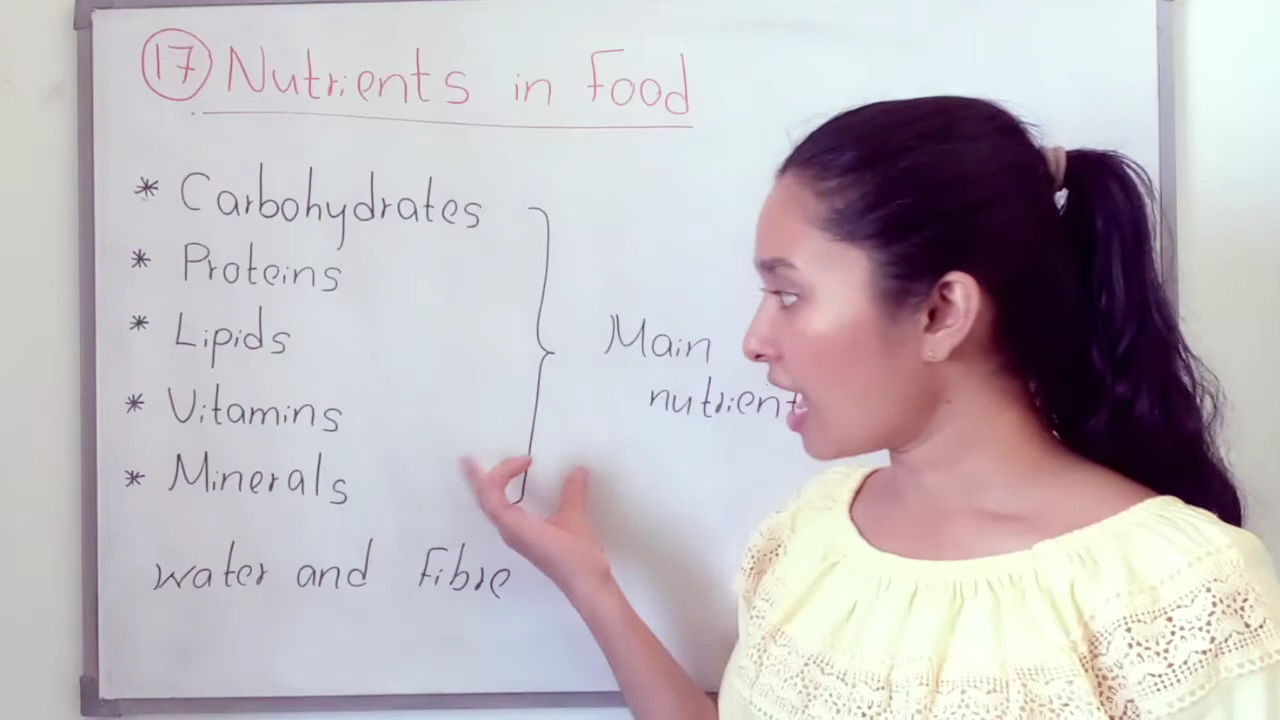 17 Nutrients in Food
* Carbohydrates
* Proteins
* Lipids
* Vitamins
* Minerals
Main
nutrient
water and Fibre